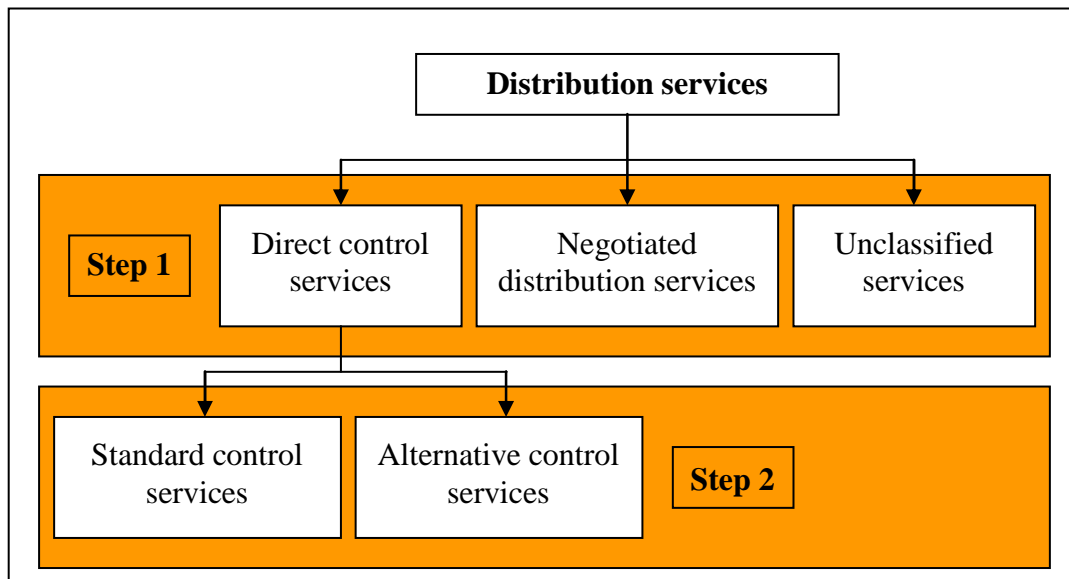 Distribution services
Step 1
Direct control
services
Negotiated
distribution services
Unclassified
services
Standard control
services
Alternative control
services
Step 2